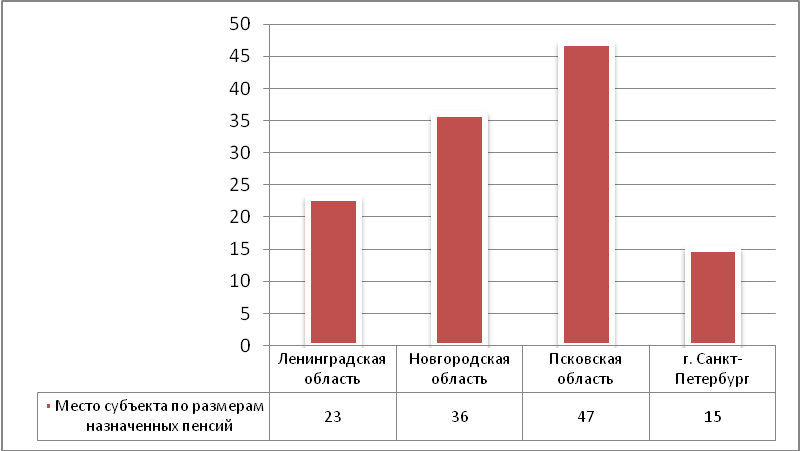 50
45
40
35
30
25
20
15
10
5
0
Ленинградская область
Новгородская область
Псковская область
г. Санкт-Петербург
Место субъекта по размерам
назначенных пенсий
23 36 47 15